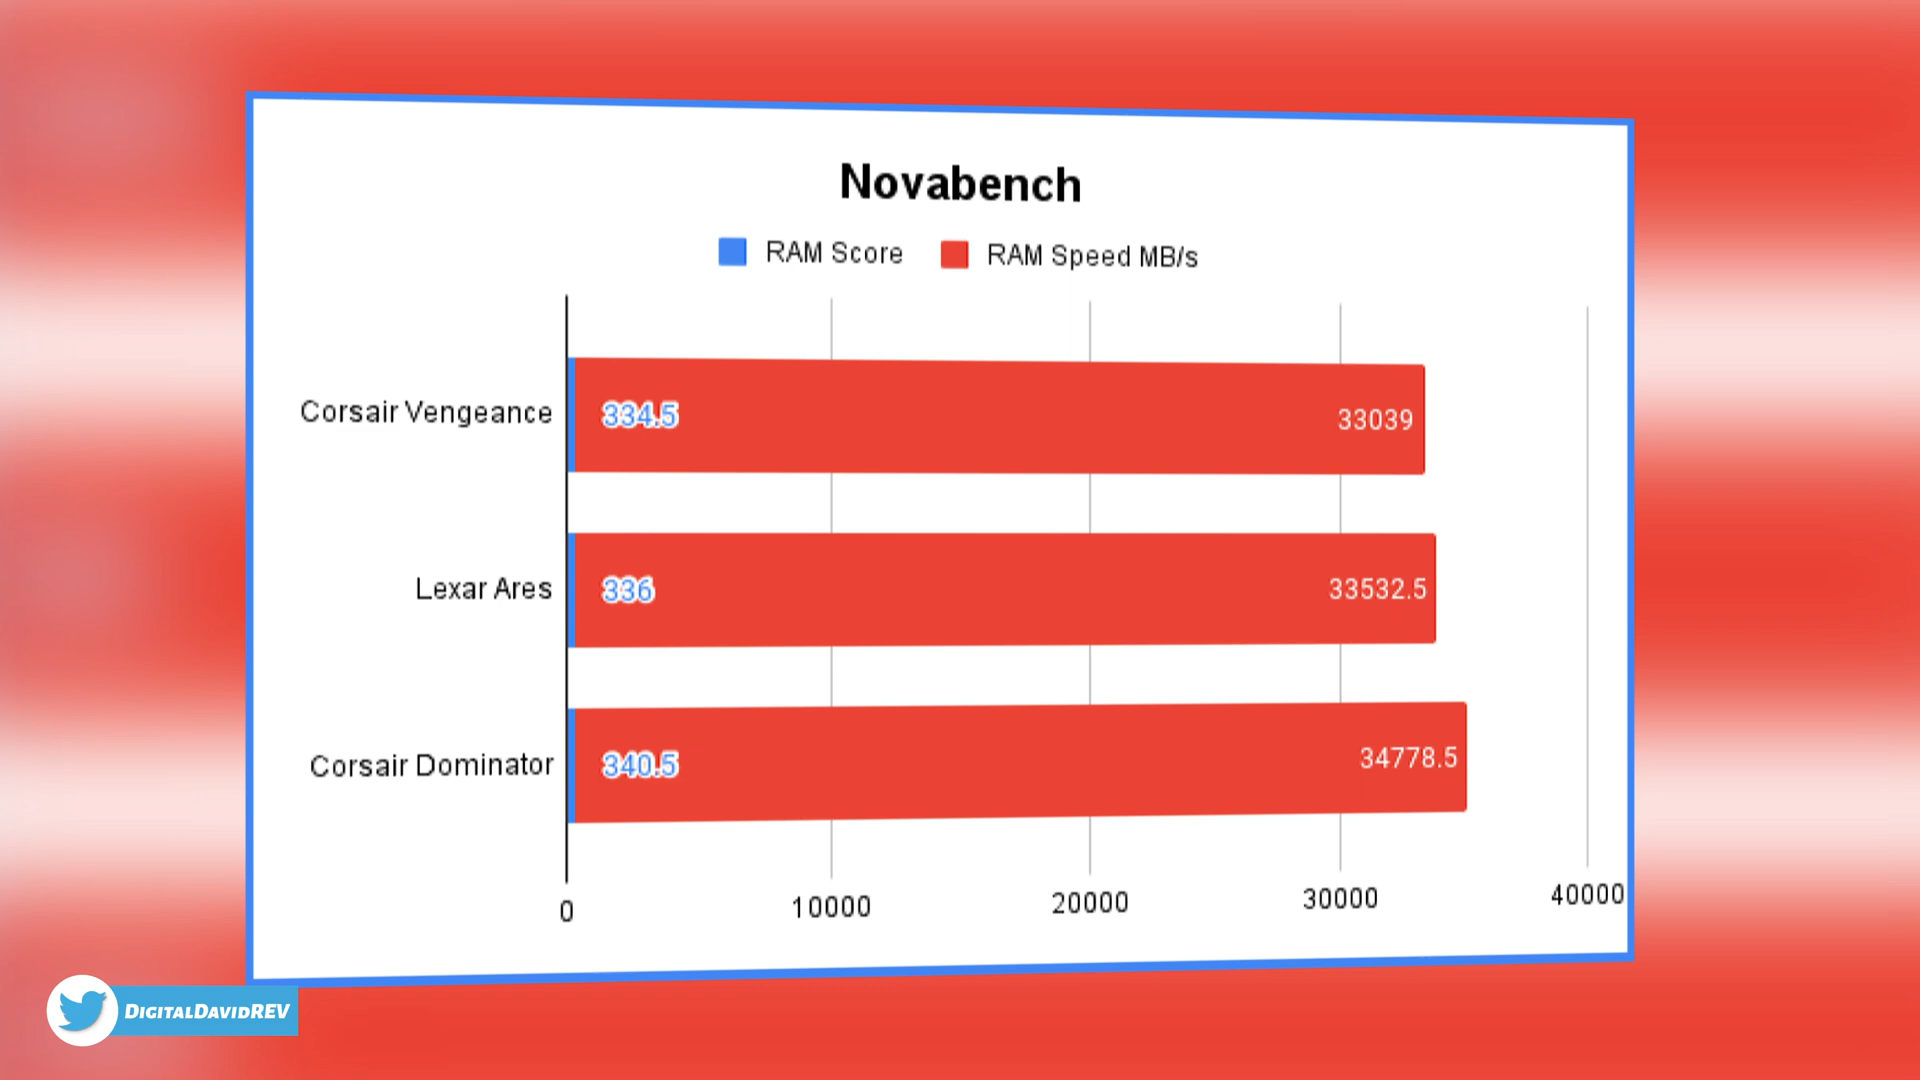 Novabench
RAM Score RAM Speed MB/s
Corsair Vengeance 334.5 33039
Lexar Ares 336 33532.5
Corsair Dominator 340.5 34778.5
0 10000 20000 30000 40000
DigitalDavidREV